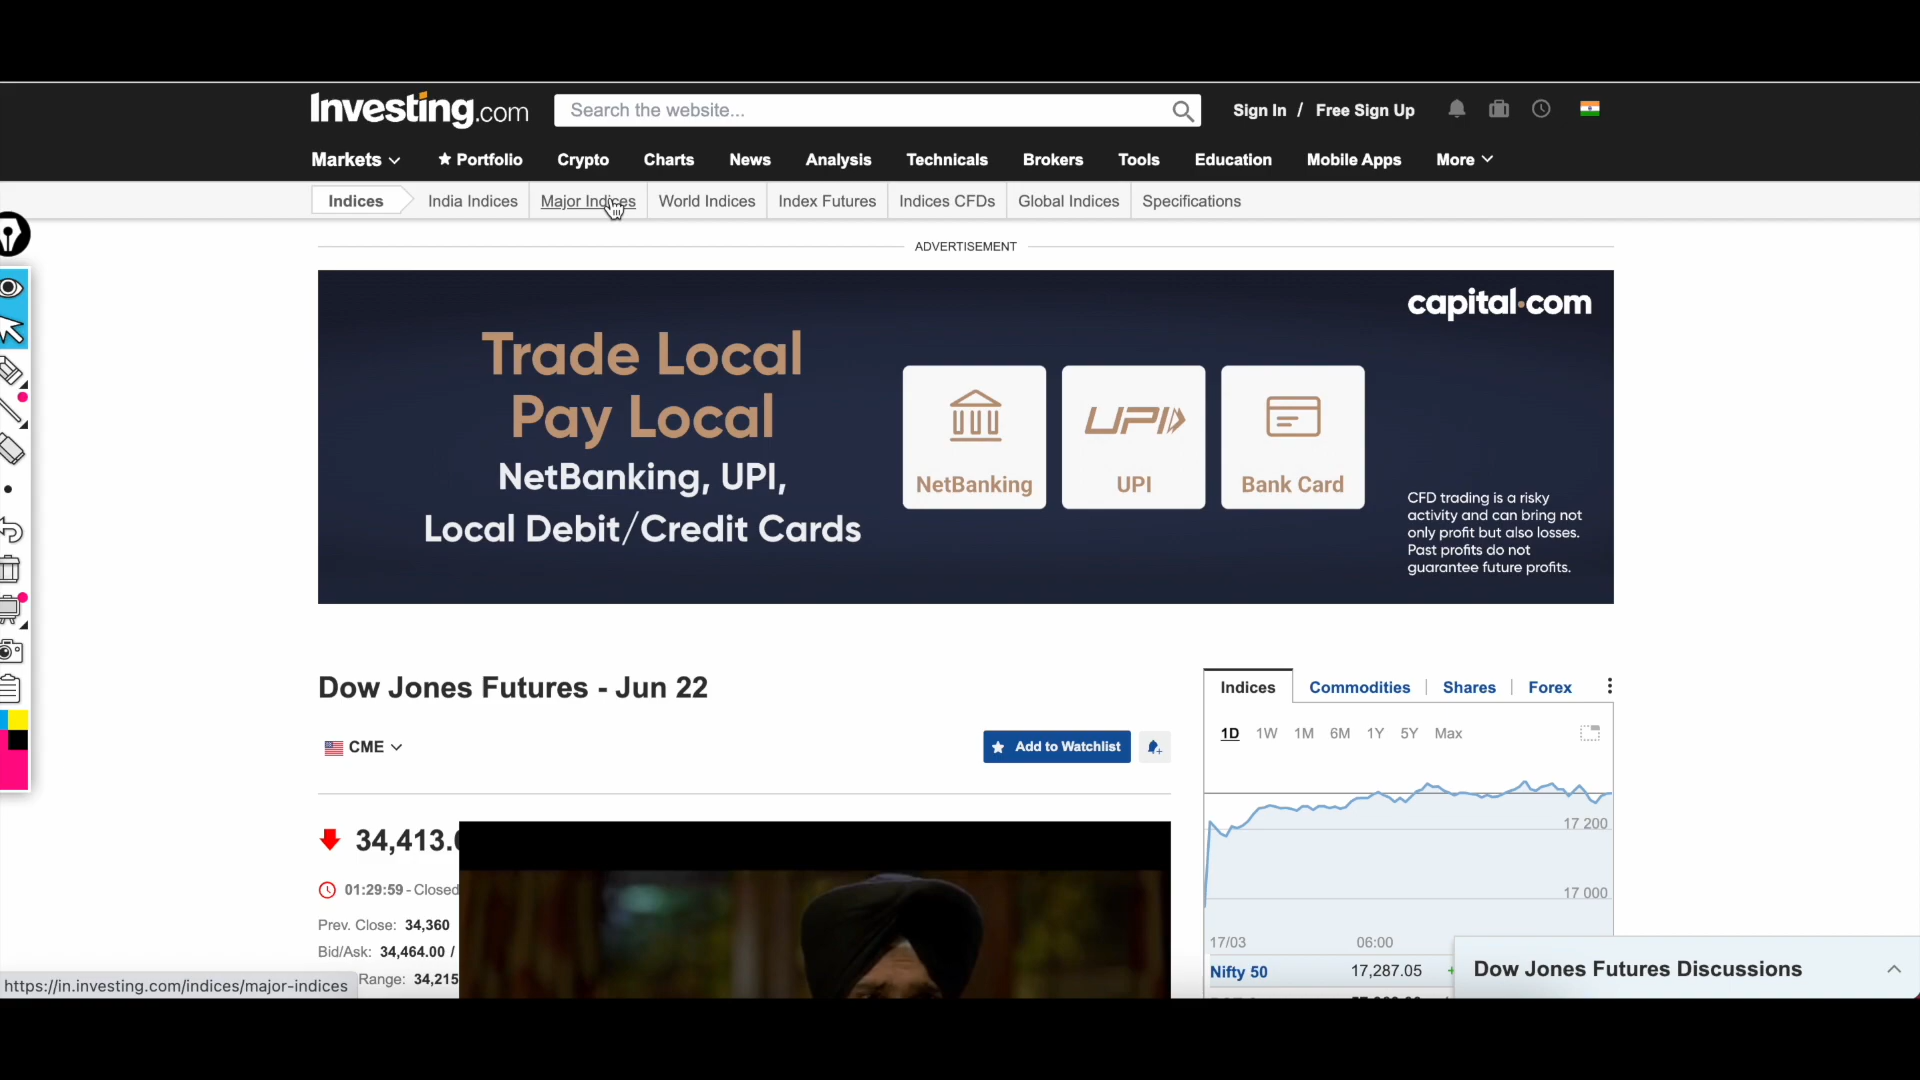 Investing.com
Search the website...
Sign In / Free Sign Up
Markets Portfolio Crypto Charts News Analysis Technicals Brokers Tools Education Mobile Apps More
Indices India Indices Major Indices World Indices Index Futures Indices CFDs Global Indices Specifications
ADVERTISEMENT
capital.com
Trade Local
Pay Local
NetBanking, UPI,
Local Debit/Credit Cards
UPI
NetBanking UPI Bank Card
CFD trading is a risky
activity and can bring not
only profit but also losses.
Past profits do not
guarantee future profits.
Dow Jones Futures - Jun 22
CME
Add to Watchlist
34,413.
01:29:59 - Closed
Prev. Close: 34,360
Bid/Ask: 34,464.00 /
Range: 34,215
Indices Commodities Shares Forex
1D 1W 1M 6M 1Y 5Y Max
17 200
17 000
17/03 06:00
Nifty 50 17,287.05 +
Dow Jones Futures Discussions
https://in.investing.com/indices/major-indices